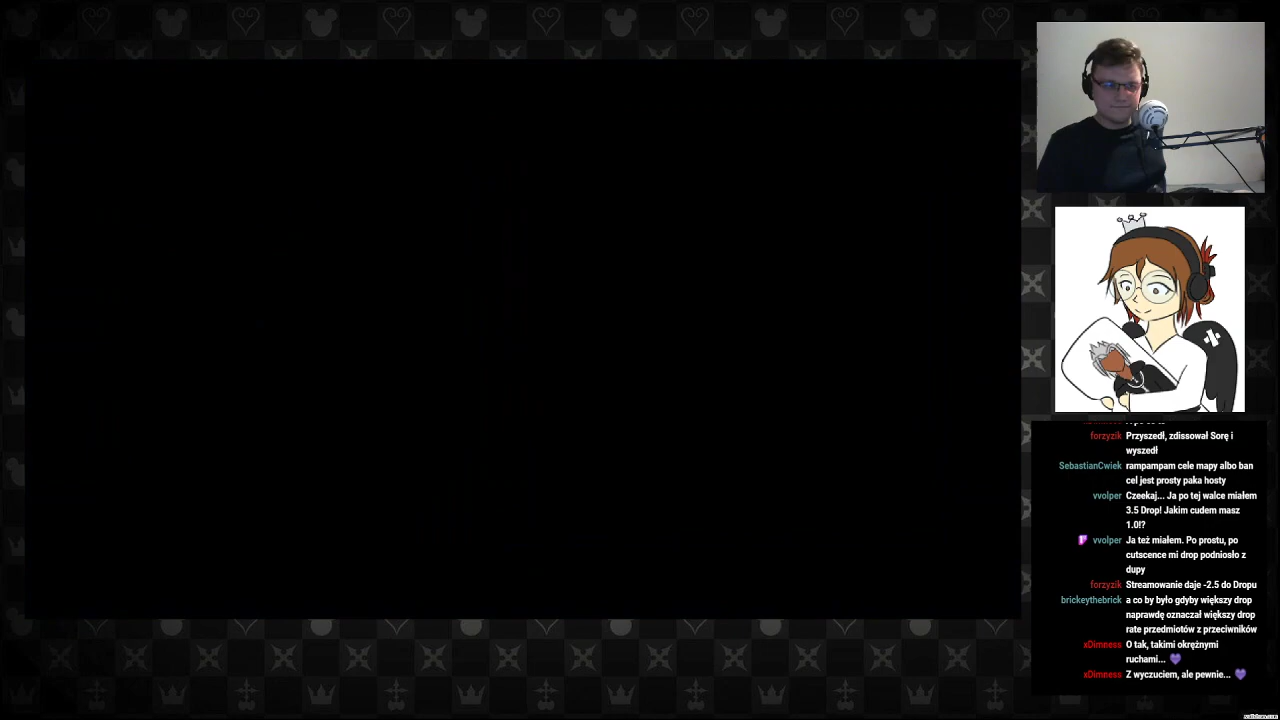 forzyzik Przyszedł, zdissował Sorę i
wyszedł
SebastianCwiek rampampam cele mapy albo ban
cel jest prosty paka hosty
vvolper Czeekaj... Ja po tej walce miałem
3.5 Drop! Jakim cudem masz
1.0!?
vvolper Ja też miałem. Po prostu, po
cutscence mi drop podniosło z
dupy
forzyzik Streamowanie daje -2.5 do Dropu
brickeythebrick a co by było gdyby większy drop
naprawdę oznaczał większy drop
rate przedmiotów z przeciwników
xDimness O tak, takimi okrężnymi
ruchami... 💜
xDimness Z wyczuciem, ale pewnie... 💜